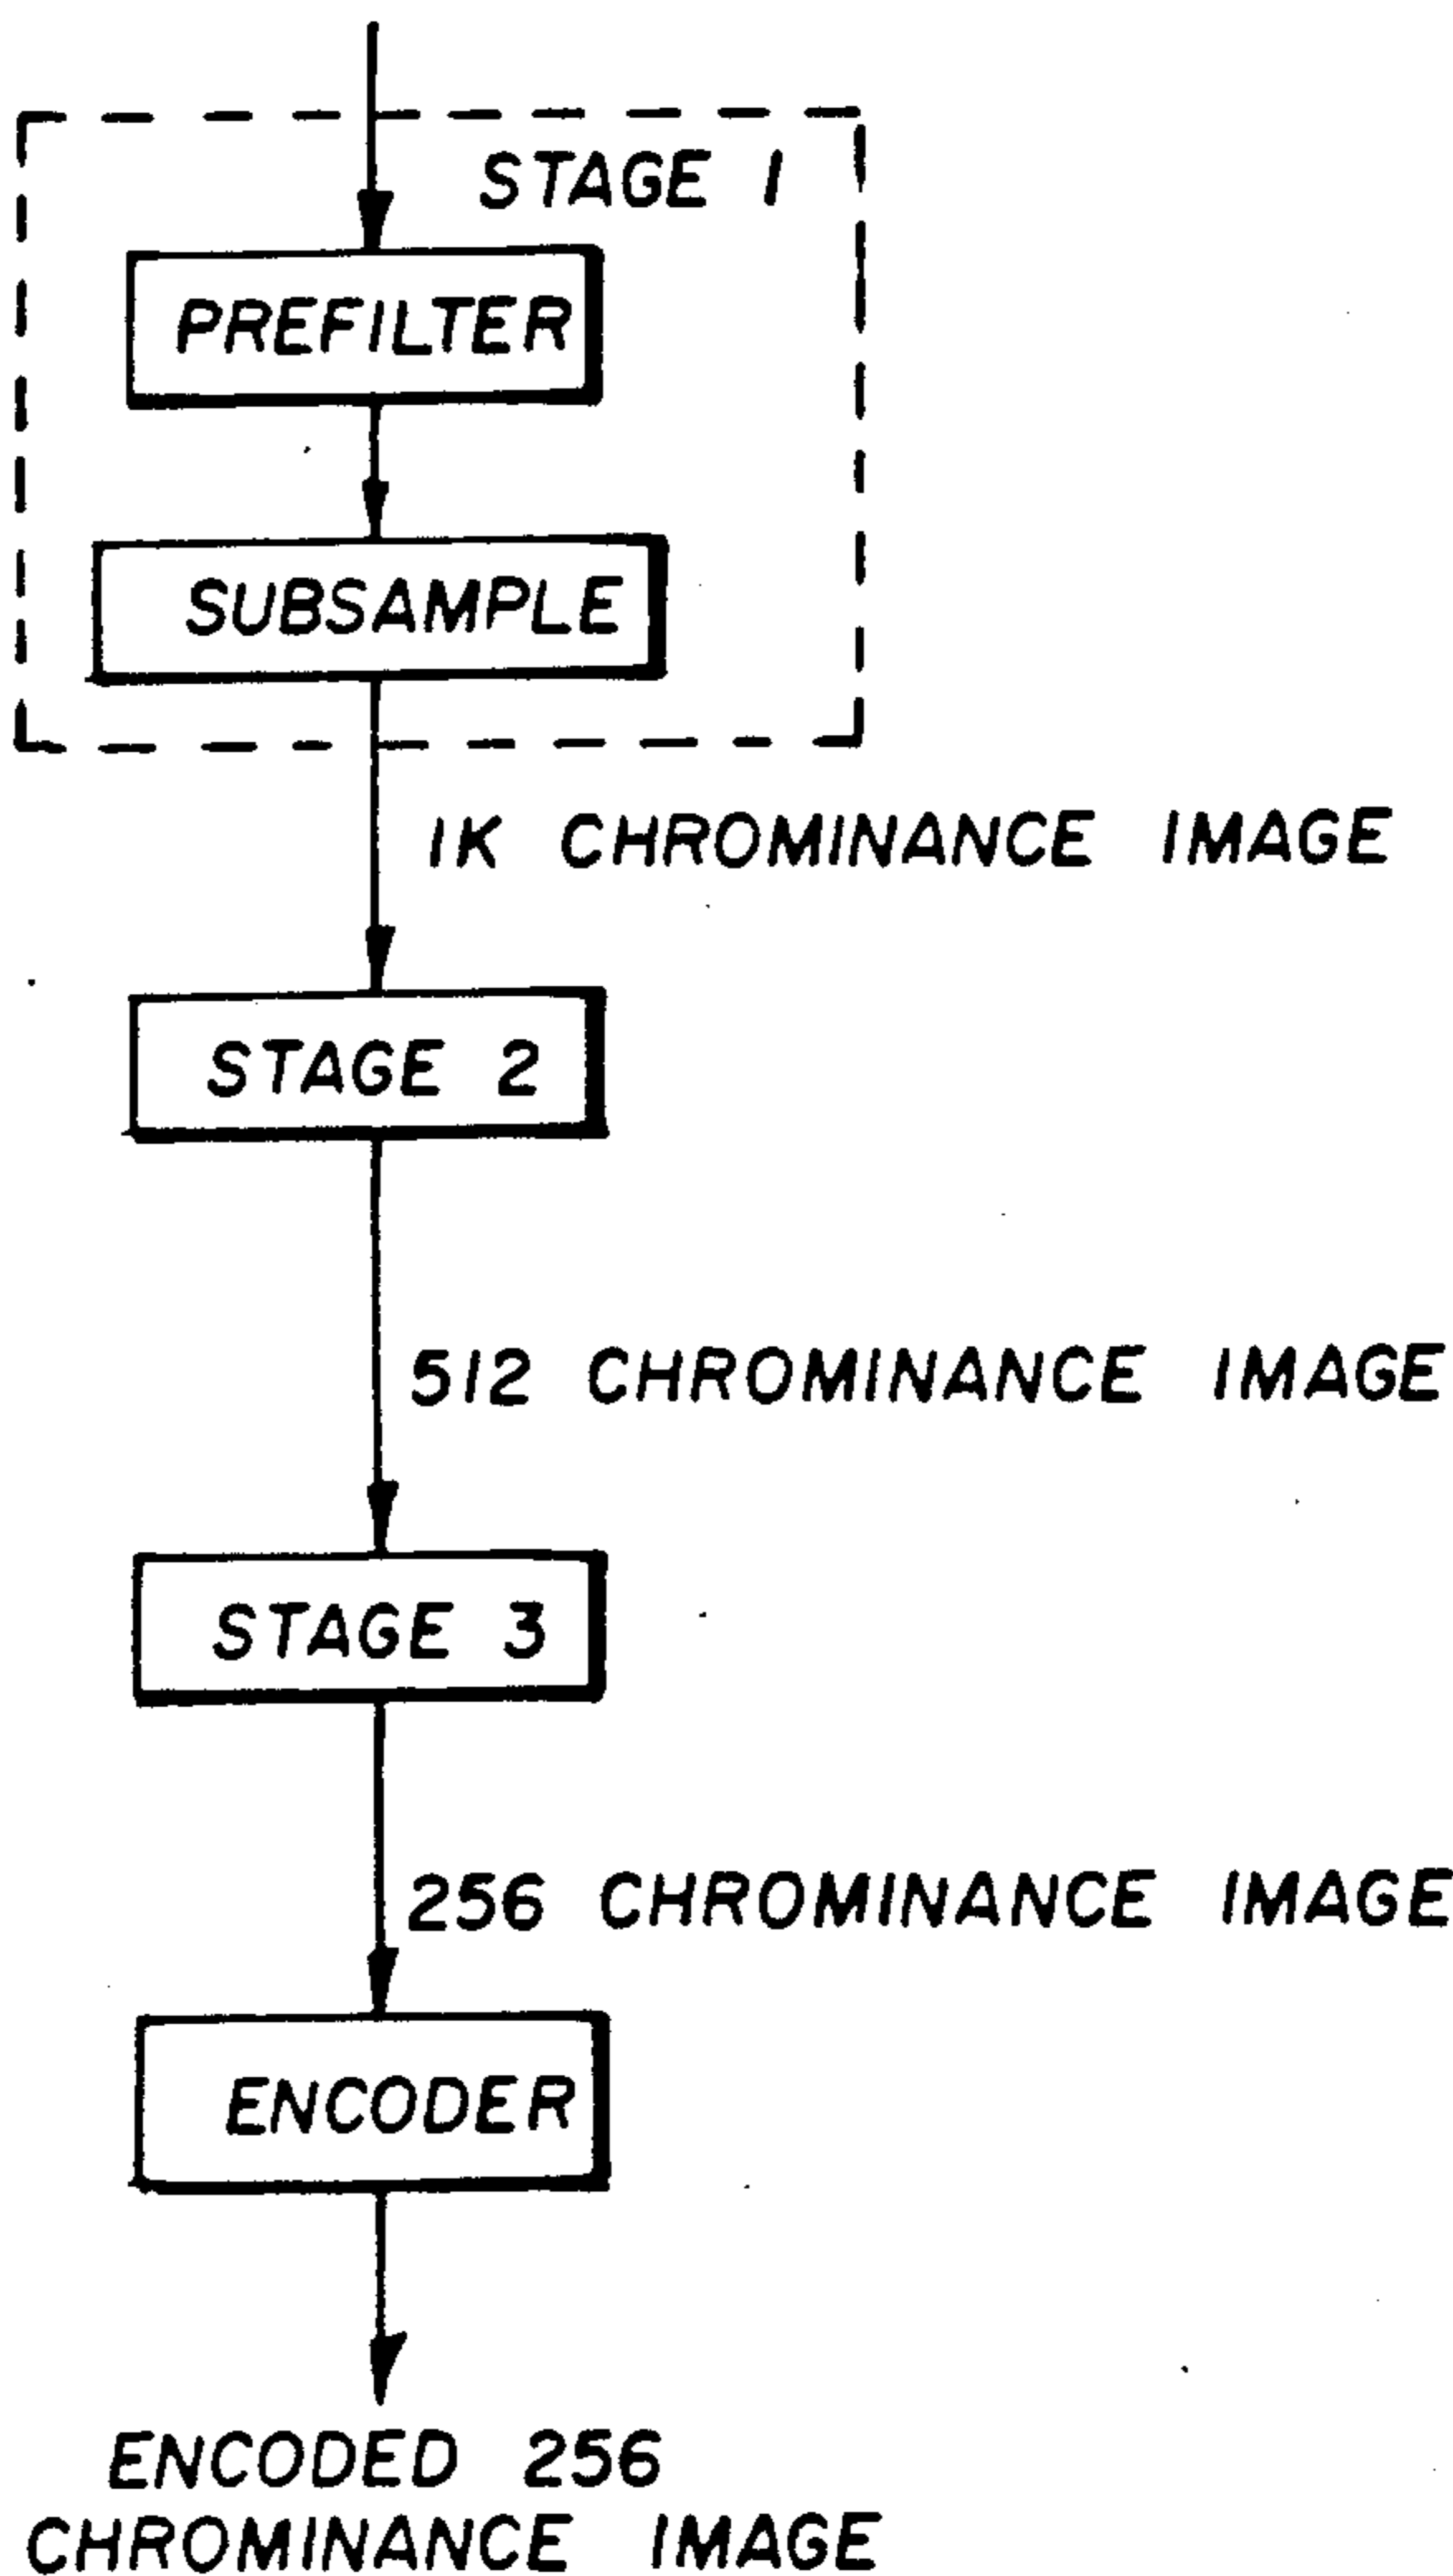 STAGE 1
PREFILTER
SUBSAMPLE
1K CHROMINANCE IMAGE
STAGE 2
512 CHROMINANCE IMAGE
STAGE 3
256 CHROMINANCE IMAGE
ENCODER
ENCODED 256
CHROMINANCE IMAGE